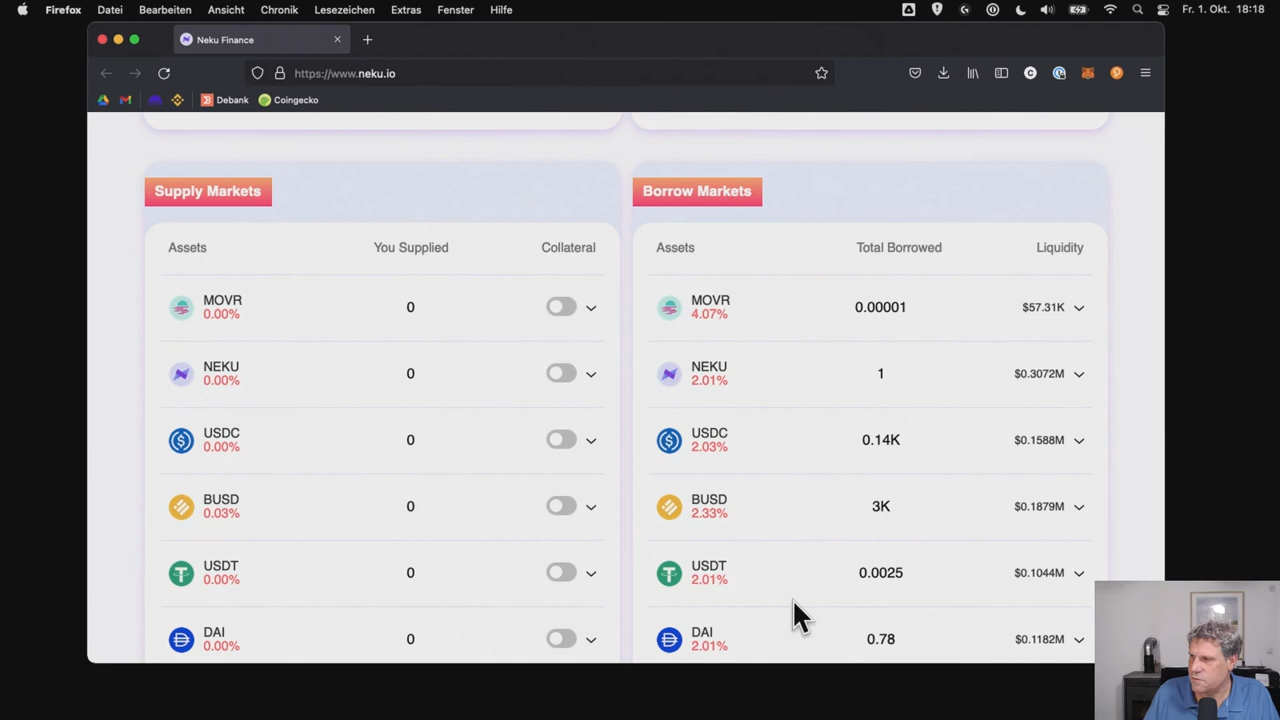 Firefox Datei Bearbeiten Ansicht Chronik Lesezeichen Extras Fenster Hilfe Fr. 1. Okt. 18:18
Neku Finance
https://www.neku.io
Debank Coingecko
Supply Markets
Assets You Supplied Collateral
MOVR
0.00%
0
NEKU
0.00%
0
USDC
0.00%
0
BUSD
0.03%
0
USDT
0.00%
0
DAI
0.00%
0
Borrow Markets
Assets Total Borrowed Liquidity
MOVR
4.07%
0.00001 $57.31K
NEKU
2.01%
1 $0.3072M
USDC
2.03%
0.14K $0.1588M
BUSD
2.33%
3K $0.1879M
USDT
2.01%
0.0025 $0.1044M
DAI
2.01%
0.78 $0.1182M